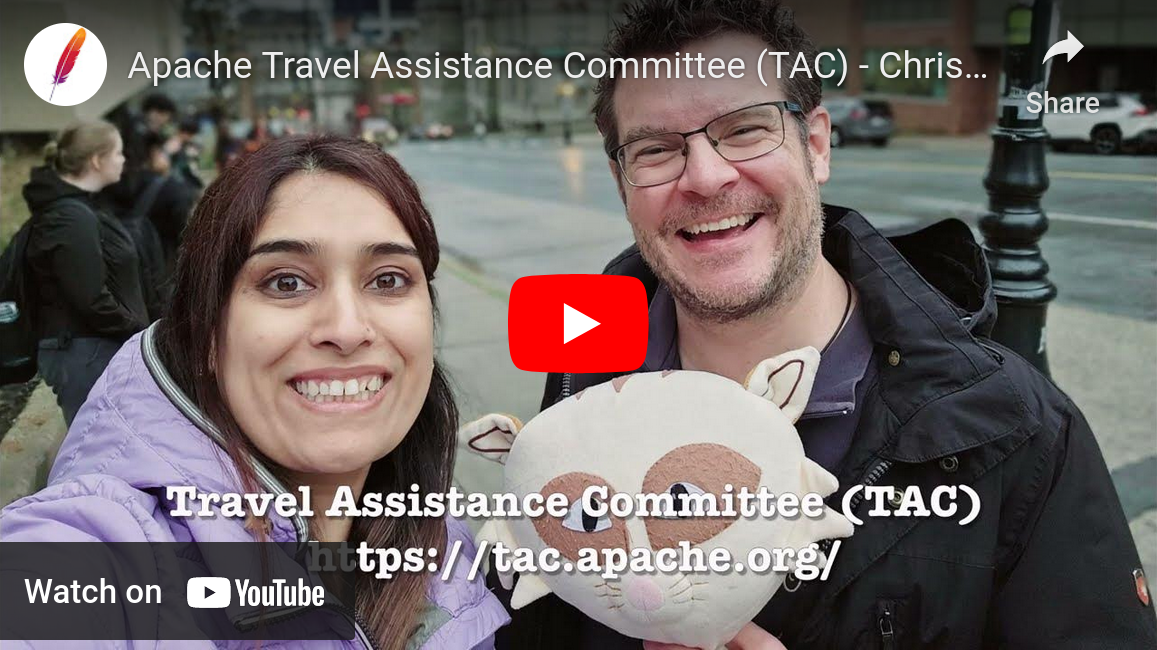 Apache Travel Assistance Committee (TAC) - Chris...
Share
Travel Assistance Committee (TAC)
https://tac.apache.org/
Watch on YouTube